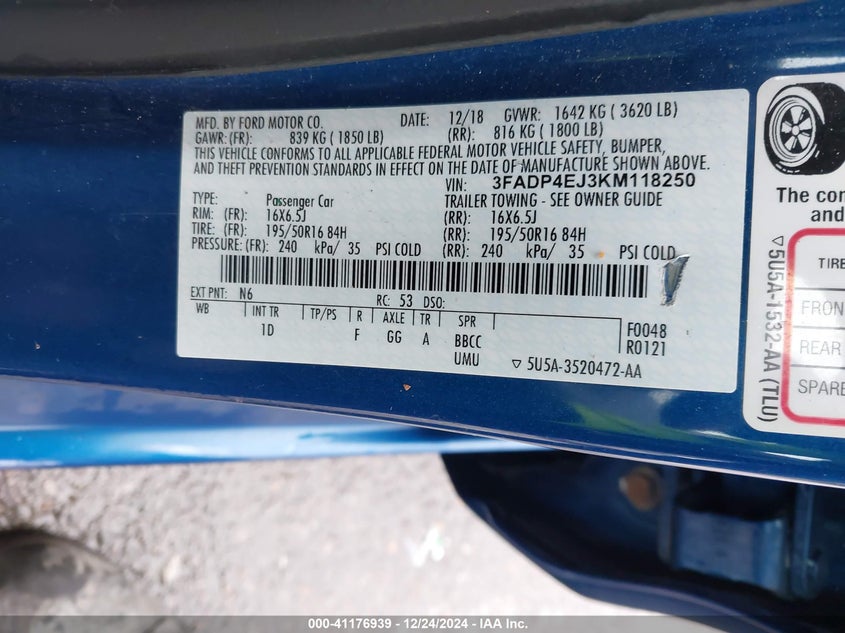 MFD. BY FORD MOTOR CO. DATE: 12/18 GVWR: 1642 KG ( 3620 LB)
GAWR: (FR): 839 KG ( 1850 LB) (RR): 816 KG ( 1800 LB)
THIS VEHICLE CONFORMS TO ALL APPLICABLE FEDERAL MOTOR VEHICLE SAFETY, BUMPER,
AND THEFT PREVENTION STANDARDS IN EFFECT ON THE DATE OF MANUFACTURE SHOWN ABOVE.
VIN: 3FADP4EJ3KM118250
TYPE: Passenger Car TRAILER TOWING - SEE OWNER GUIDE
RIM: (FR): 16X6.5J (RR): 16X6.5J
TIRE: (FR): 195/50R16 84H (RR): 195/50R16 84H
PRESSURE: (FR): 240 kPa/ 35 PSI COLD (RR): 240 kPa/ 35 PSI COLD
EXT PNT: N6 RC: 53 DSO:
WB INT TR TP/PS R AXLE TR SPR F0048
1D F GG A BBCC R0121
UMU ▽ 5U5A-3520472-AA
▽5U5A-1532-AA (TLU)
The
and
TIRE
FRON
REAR
SPARE
000-41176939 - 12/24/2024 - IAA Inc.